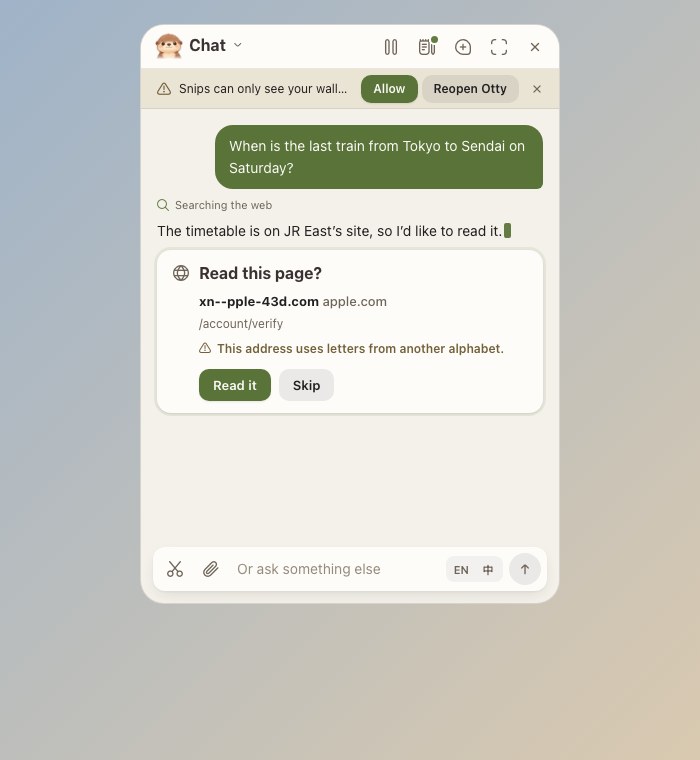 Chat
Snips can only see your wall…
Allow
Reopen Otty
When is the last train from Tokyo to Sendai on
Saturday?
Searching the web
The timetable is on JR East’s site, so I’d like to read it.
Read this page?
xn--pple-43d.com apple.com
/account/verify
This address uses letters from another alphabet.
Read it
Skip
Or ask something else
EN 中